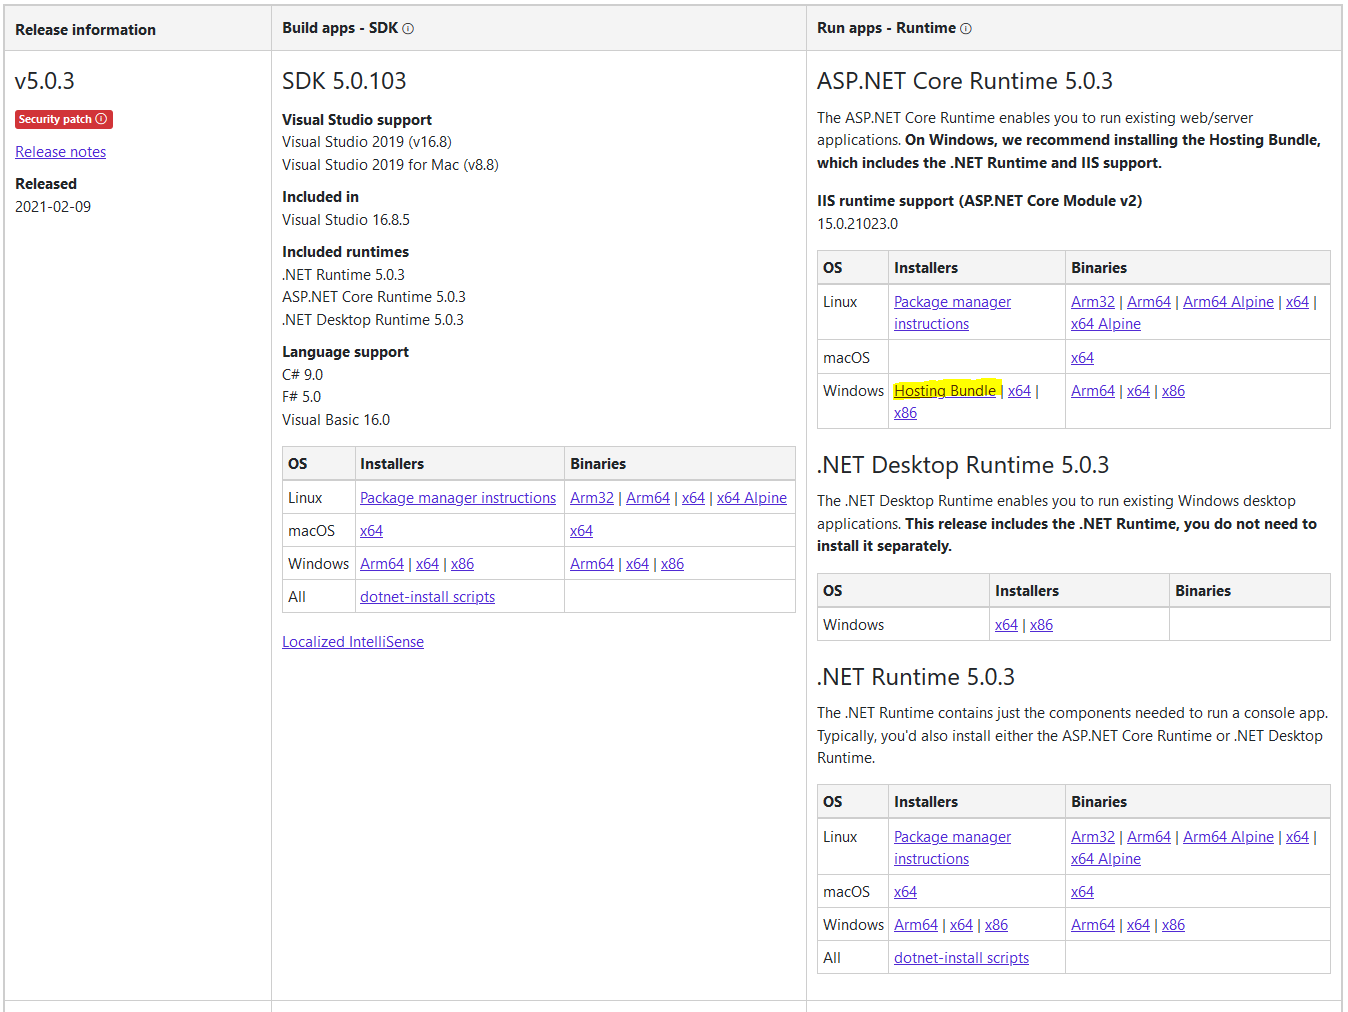 Release information
Build apps - SDK
Run apps - Runtime
v5.0.3
Security patch
Release notes
Released
2021-02-09
SDK 5.0.103
Visual Studio support
Visual Studio 2019 (v16.8)
Visual Studio 2019 for Mac (v8.8)
Included in
Visual Studio 16.8.5
Included runtimes
.NET Runtime 5.0.3
ASP.NET Core Runtime 5.0.3
.NET Desktop Runtime 5.0.3
Language support
C# 9.0
F# 5.0
Visual Basic 16.0
OS Installers Binaries
Linux Package manager instructions Arm32 | Arm64 | x64 | x64 Alpine
macOS x64 x64
Windows Arm64 | x64 | x86 Arm64 | x64 | x86
All dotnet-install scripts
Localized IntelliSense
ASP.NET Core Runtime 5.0.3
The ASP.NET Core Runtime enables you to run existing web/server
applications. On Windows, we recommend installing the Hosting Bundle,
which includes the .NET Runtime and IIS support.
IIS runtime support (ASP.NET Core Module v2)
15.0.21023.0
OS Installers Binaries
Linux Package manager Arm32 | Arm64 | Arm64 Alpine | x64 |
instructions x64 Alpine
macOS x64
Windows Hosting Bundle | x64 | Arm64 | x64 | x86
x86
.NET Desktop Runtime 5.0.3
The .NET Desktop Runtime enables you to run existing Windows desktop
applications. This release includes the .NET Runtime, you do not need to
install it separately.
OS Installers Binaries
Windows x64 | x86
.NET Runtime 5.0.3
The .NET Runtime contains just the components needed to run a console app.
Typically, you'd also install either the ASP.NET Core Runtime or .NET Desktop
Runtime.
OS Installers Binaries
Linux Package manager Arm32 | Arm64 | Arm64 Alpine | x64 |
instructions x64 Alpine
macOS x64 x64
Windows Arm64 | x64 | x86 Arm64 | x64 | x86
All dotnet-install scripts